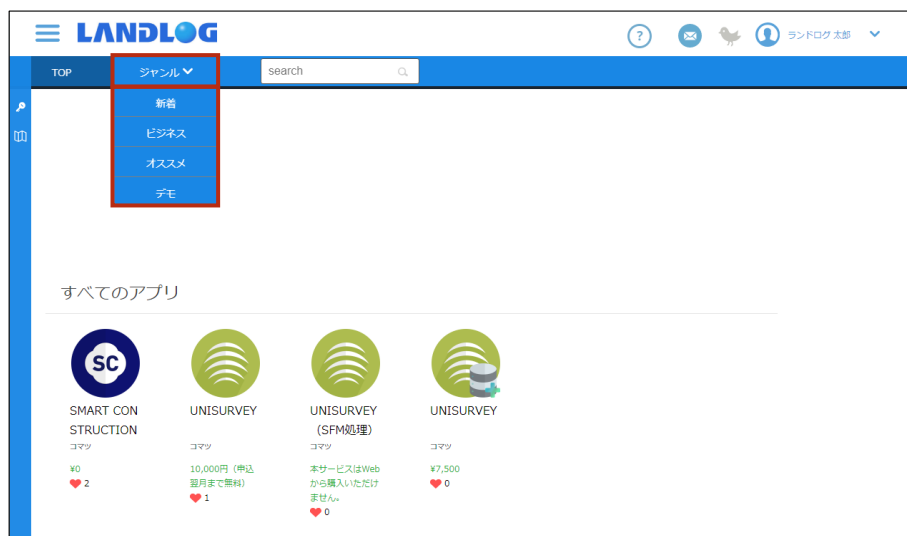 LANDLOG
?
ランドログ 太郎
TOP
ジャンル
search
新着
ビジネス
オススメ
デモ
すべてのアプリ
SC
SMART CON
STRUCTION
コマツ
¥0
2
UNISURVEY
コマツ
10,000円（申込
翌月まで無料）
1
UNISURVEY
（SFM処理）
コマツ
本サービスはWeb
から購入いただけ
ません。
0
UNISURVEY
コマツ
¥7,500
0